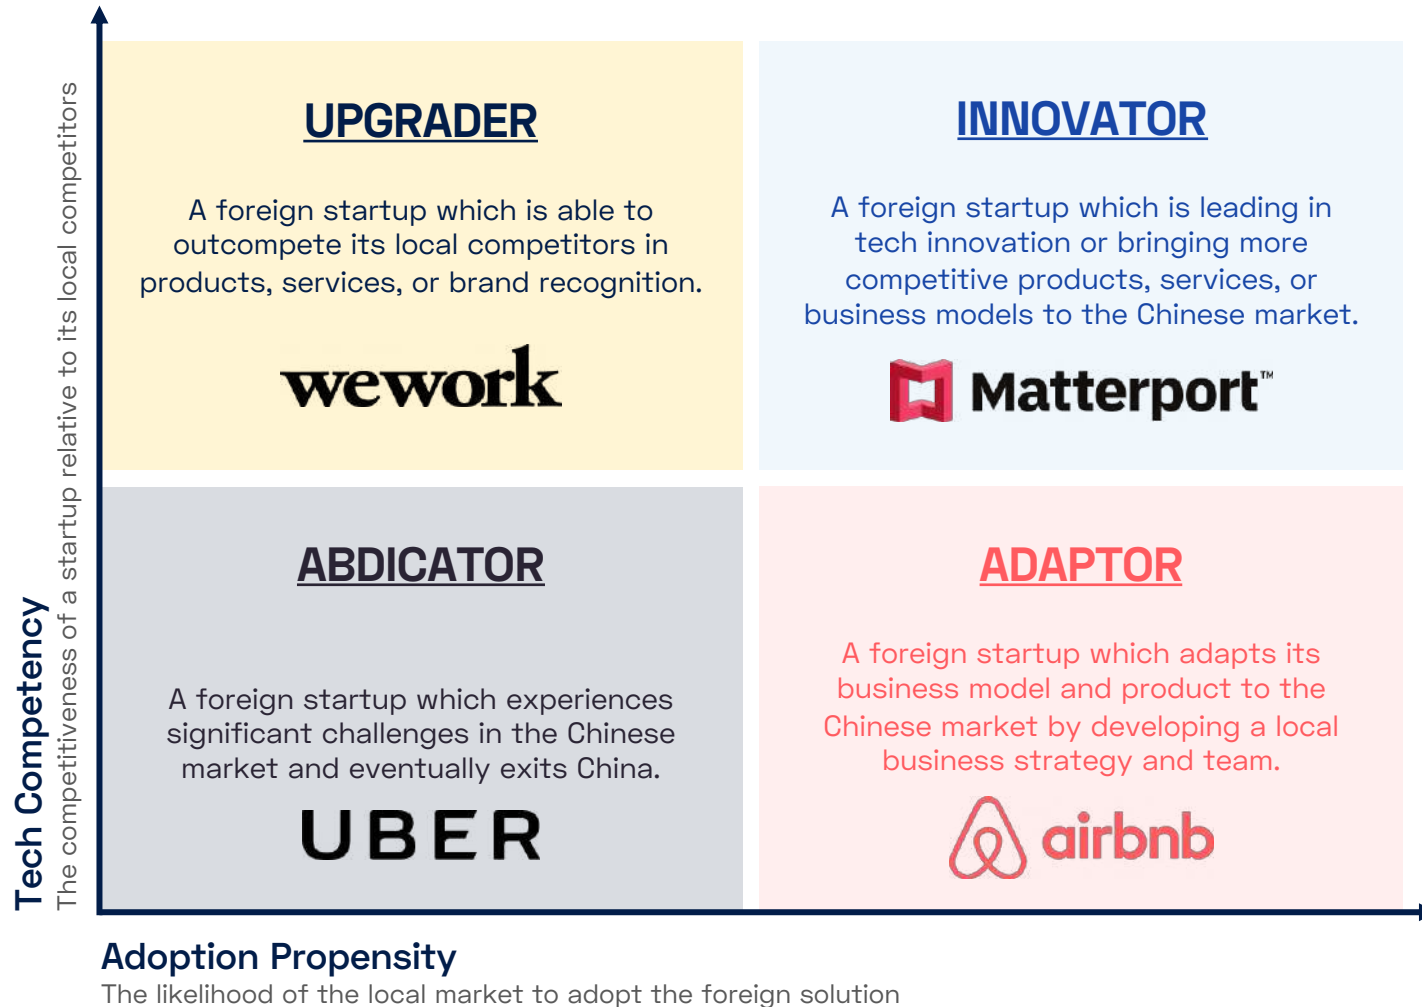 UPGRADER
A foreign startup which is able to
outcompete its local competitors in
products, services, or brand recognition.
wework
INNOVATOR
A foreign startup which is leading in
tech innovation or bringing more
competitive products, services, or
business models to the Chinese market.
Matterport™
ABDICATOR
A foreign startup which experiences
significant challenges in the Chinese
market and eventually exits China.
UBER
ADAPTOR
A foreign startup which adapts its
business model and product to the
Chinese market by developing a local
business strategy and team.
airbnb
Tech Competency
The competitiveness of a startup relative to its local competitors
Adoption Propensity
The likelihood of the local market to adopt the foreign solution